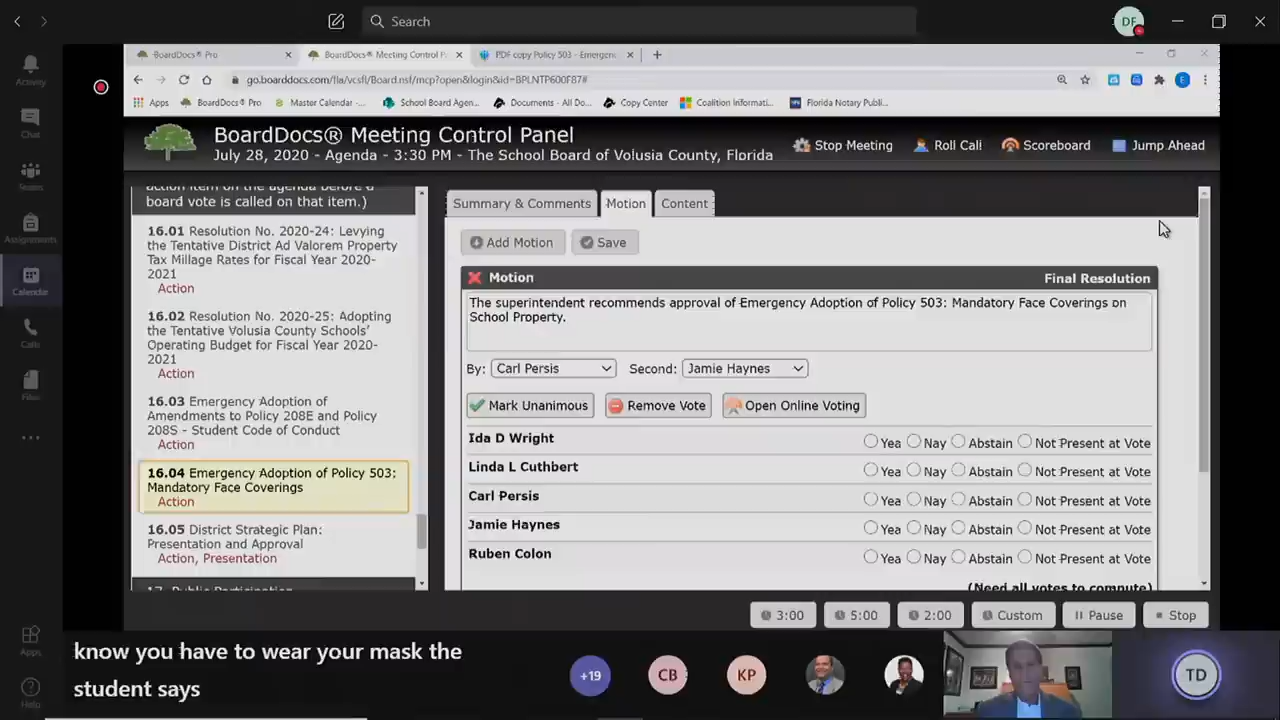 Search
DF
Activity
Chat
Teams
Assignments
Calendar
Calls
Files
Apps
Help
BoardDocs® Pro
BoardDocs® Meeting Control Pa
PDF copy Policy 503 - Emergen
go.boarddocs.com/fla/vcsfl/Board.nsf/mcp?open&login&id=BPLNTP600F87#
E
Apps
BoardDocs® Pro
Master Calendar -...
School Board Agen...
Documents - All Do...
Copy Center
Coalition Informati...
Florida Notary Publi...
BoardDocs® Meeting Control Panel
July 28, 2020 - Agenda - 3:30 PM - The School Board of Volusia County, Florida
Stop Meeting
Roll Call
Scoreboard
Jump Ahead
action item on the agenda before a
board vote is called on that item.)
16.01 Resolution No. 2020-24: Levying
the Tentative District Ad Valorem Property
Tax Millage Rates for Fiscal Year 2020-
2021
Action
16.02 Resolution No. 2020-25: Adopting
the Tentative Volusia County Schools'
Operating Budget for Fiscal Year 2020-
2021
Action
16.03 Emergency Adoption of
Amendments to Policy 208E and Policy
208S - Student Code of Conduct
Action
16.04 Emergency Adoption of Policy 503:
Mandatory Face Coverings
Action
16.05 District Strategic Plan:
Presentation and Approval
Action, Presentation
17. Public Participation
Summary & Comments
Motion
Content
Add Motion
Save
Motion
Final Resolution
The superintendent recommends approval of Emergency Adoption of Policy 503: Mandatory Face Coverings on
School Property.
By: Carl Persis Second: Jamie Haynes
Mark Unanimous
Remove Vote
Open Online Voting
Ida D Wright Yea Nay Abstain Not Present at Vote
Linda L Cuthbert Yea Nay Abstain Not Present at Vote
Carl Persis Yea Nay Abstain Not Present at Vote
Jamie Haynes Yea Nay Abstain Not Present at Vote
Ruben Colon Yea Nay Abstain Not Present at Vote
(Need all votes to compute)
3:00
5:00
2:00
Custom
Pause
Stop
know you have to wear your mask the
student says
+19
CB
KP
TD